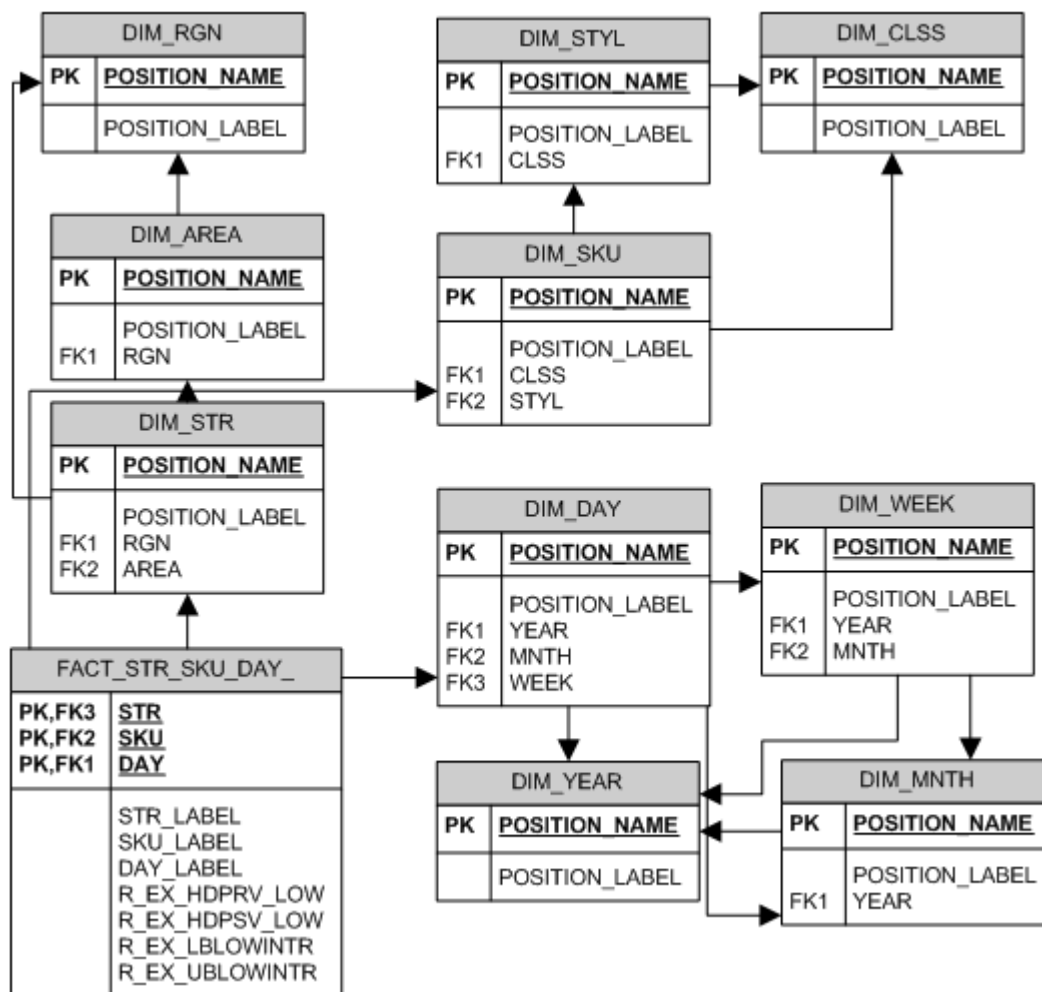 DIM_RGN
PK POSITION_NAME
POSITION_LABEL
DIM_AREA
PK POSITION_NAME
POSITION_LABEL
FK1 RGN
DIM_STR
PK POSITION_NAME
POSITION_LABEL
FK1 RGN
FK2 AREA
FACT_STR_SKU_DAY_
PK,FK3 STR
PK,FK2 SKU
PK,FK1 DAY
STR_LABEL
SKU_LABEL
DAY_LABEL
R_EX_HDPRV_LOW
R_EX_HDPSV_LOW
R_EX_LBLOWINTR
R_EX_UBLOWINTR
DIM_STYL
PK POSITION_NAME
POSITION_LABEL
FK1 CLSS
DIM_CLSS
PK POSITION_NAME
POSITION_LABEL
DIM_SKU
PK POSITION_NAME
POSITION_LABEL
FK1 CLSS
FK2 STYL
DIM_DAY
PK POSITION_NAME
POSITION_LABEL
FK1 YEAR
FK2 MNTH
FK3 WEEK
DIM_WEEK
PK POSITION_NAME
POSITION_LABEL
FK1 YEAR
FK2 MNTH
DIM_YEAR
PK POSITION_NAME
POSITION_LABEL
DIM_MNTH
PK POSITION_NAME
POSITION_LABEL
FK1 YEAR